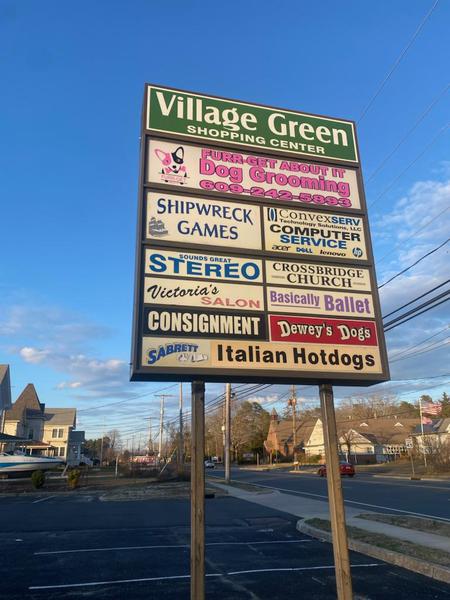 Village Green
SHOPPING CENTER
FURR-GET ABOUT IT
Dog Grooming
609-242-5893
SHIPWRECK
GAMES
ConvexSERV
Technology Solutions, LLC
COMPUTER
SERVICE
acer DELL lenovo hp
SOUNDS GREAT
STEREO
CROSSBRIDGE
CHURCH
Victoria's
SALON
Basically Ballet
CONSIGNMENT
Dewey's Dogs
SABRETT Italian Hotdogs